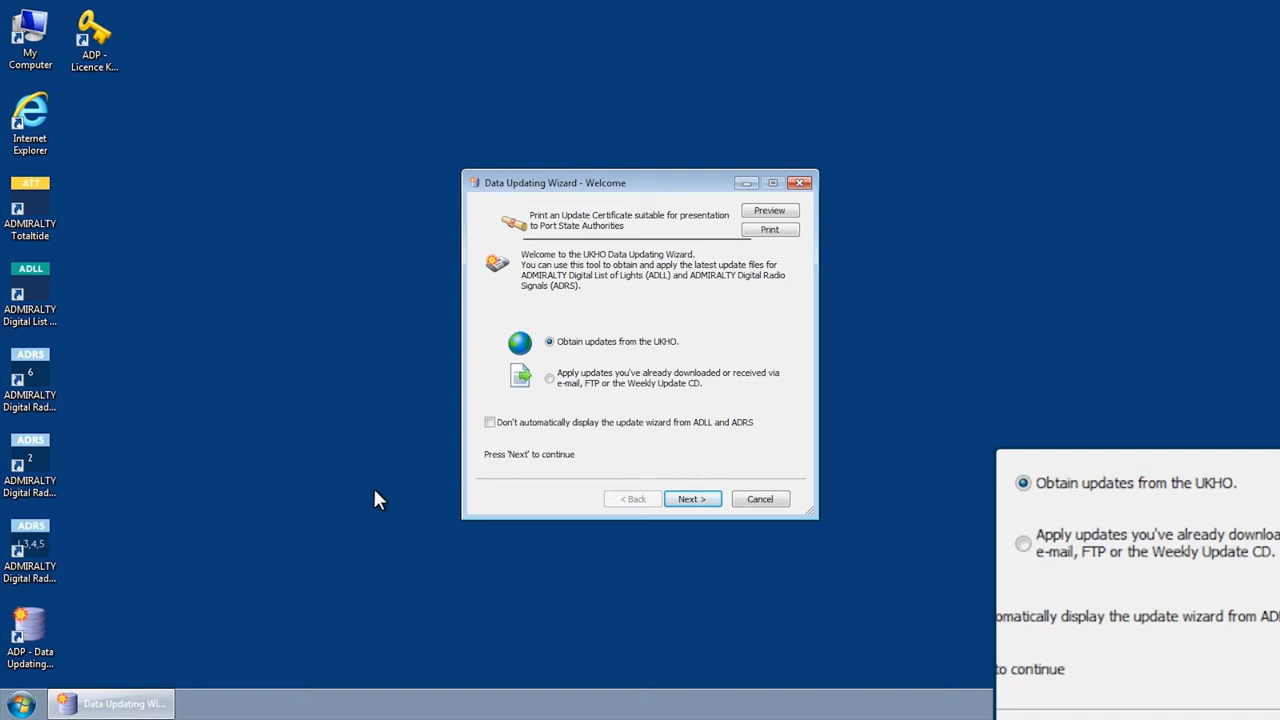 My
Computer
ADP -
Licence K...
Internet
Explorer
ATT
ADMIRALTY
Totaltide
ADLL
ADMIRALTY
Digital List ...
ADRS
6
ADMIRALTY
Digital Rad...
ADRS
2
ADMIRALTY
Digital Rad...
ADRS
1,3,4,5
ADMIRALTY
Digital Rad...
ADP - Data
Updating...
Data Updating Wizard - Welcome
Print an Update Certificate suitable for presentation
to Port State Authorities
Preview
Print
Welcome to the UKHO Data Updating Wizard.
You can use this tool to obtain and apply the latest update files for
ADMIRALTY Digital List of Lights (ADLL) and ADMIRALTY Digital Radio
Signals (ADRS).
Obtain updates from the UKHO.
Apply updates you've already downloaded or received via
e-mail, FTP or the Weekly Update CD.
Don't automatically display the update wizard from ADLL and ADRS
Press 'Next' to continue
< Back
Next >
Cancel
Obtain updates from the UKHO.
Apply updates you've already downloa
e-mail, FTP or the Weekly Update CD.
omatically display the update wizard from AD
to continue
Data Updating Wi...